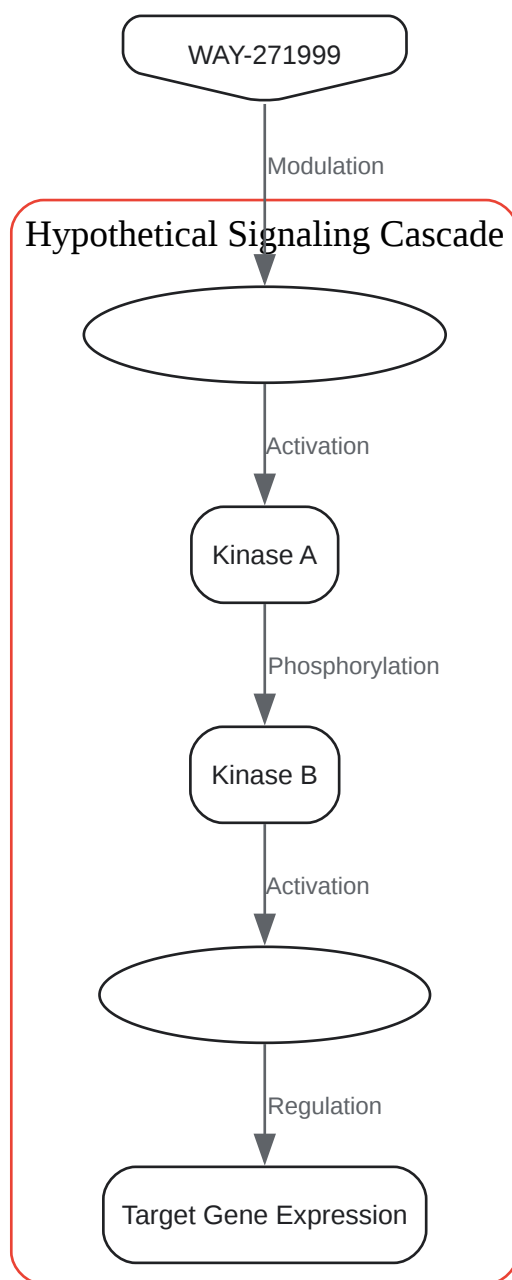 WAY-271999
Modulation
Hypothetical Signaling Cascade
Activation
Kinase A
Phosphorylation
Kinase B
Activation
Regulation
Target Gene Expression